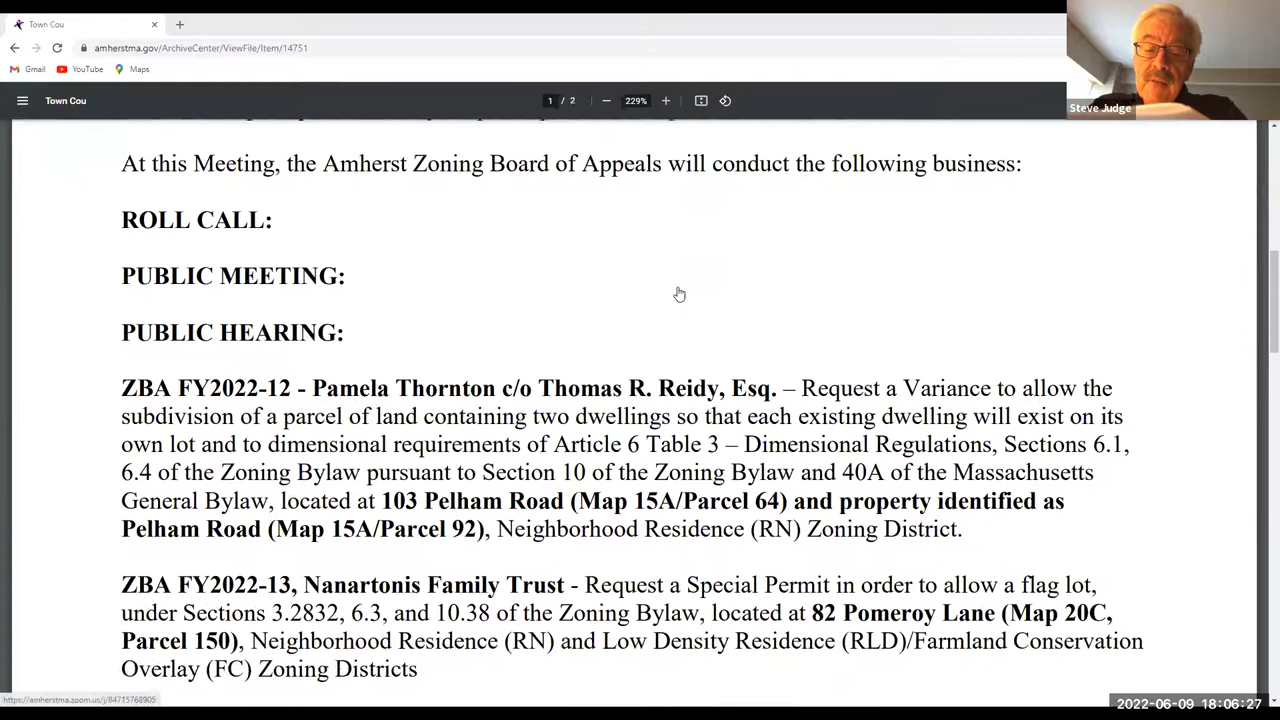 Town Cou
amherstma.gov/ArchiveCenter/ViewFile/Item/14751
Gmail YouTube Maps
Town Cou 1 / 2 229%
Steve Judge
At this Meeting, the Amherst Zoning Board of Appeals will conduct the following business:
ROLL CALL:
PUBLIC MEETING:
PUBLIC HEARING:
ZBA FY2022-12 - Pamela Thornton c/o Thomas R. Reidy, Esq. – Request a Variance to allow the
subdivision of a parcel of land containing two dwellings so that each existing dwelling will exist on its
own lot and to dimensional requirements of Article 6 Table 3 – Dimensional Regulations, Sections 6.1,
6.4 of the Zoning Bylaw pursuant to Section 10 of the Zoning Bylaw and 40A of the Massachusetts
General Bylaw, located at 103 Pelham Road (Map 15A/Parcel 64) and property identified as
Pelham Road (Map 15A/Parcel 92), Neighborhood Residence (RN) Zoning District.
ZBA FY2022-13, Nanartonis Family Trust - Request a Special Permit in order to allow a flag lot,
under Sections 3.2832, 6.3, and 10.38 of the Zoning Bylaw, located at 82 Pomeroy Lane (Map 20C,
Parcel 150), Neighborhood Residence (RN) and Low Density Residence (RLD)/Farmland Conservation
Overlay (FC) Zoning Districts
https://amherstma.zoom.us/j/84715768905
2022-06-09 18:06:27